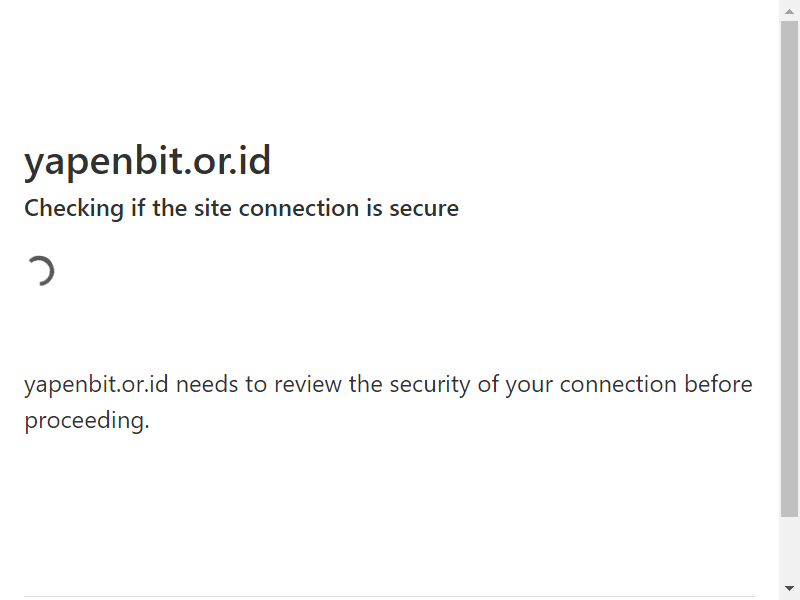 yapenbit.or.id
Checking if the site connection is secure
yapenbit.or.id needs to review the security of your connection before
proceeding.